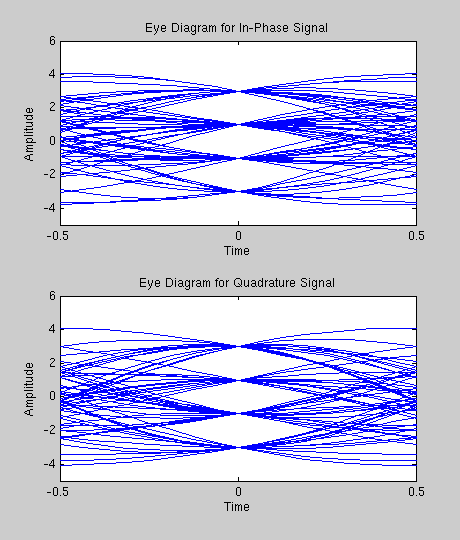 Eye Diagram for In-Phase Signal
6
4
2
0
−2
−4
Amplitude
−0.5 0 0.5
Time
Eye Diagram for Quadrature Signal
6
4
2
0
−2
−4
Amplitude
−0.5 0 0.5
Time